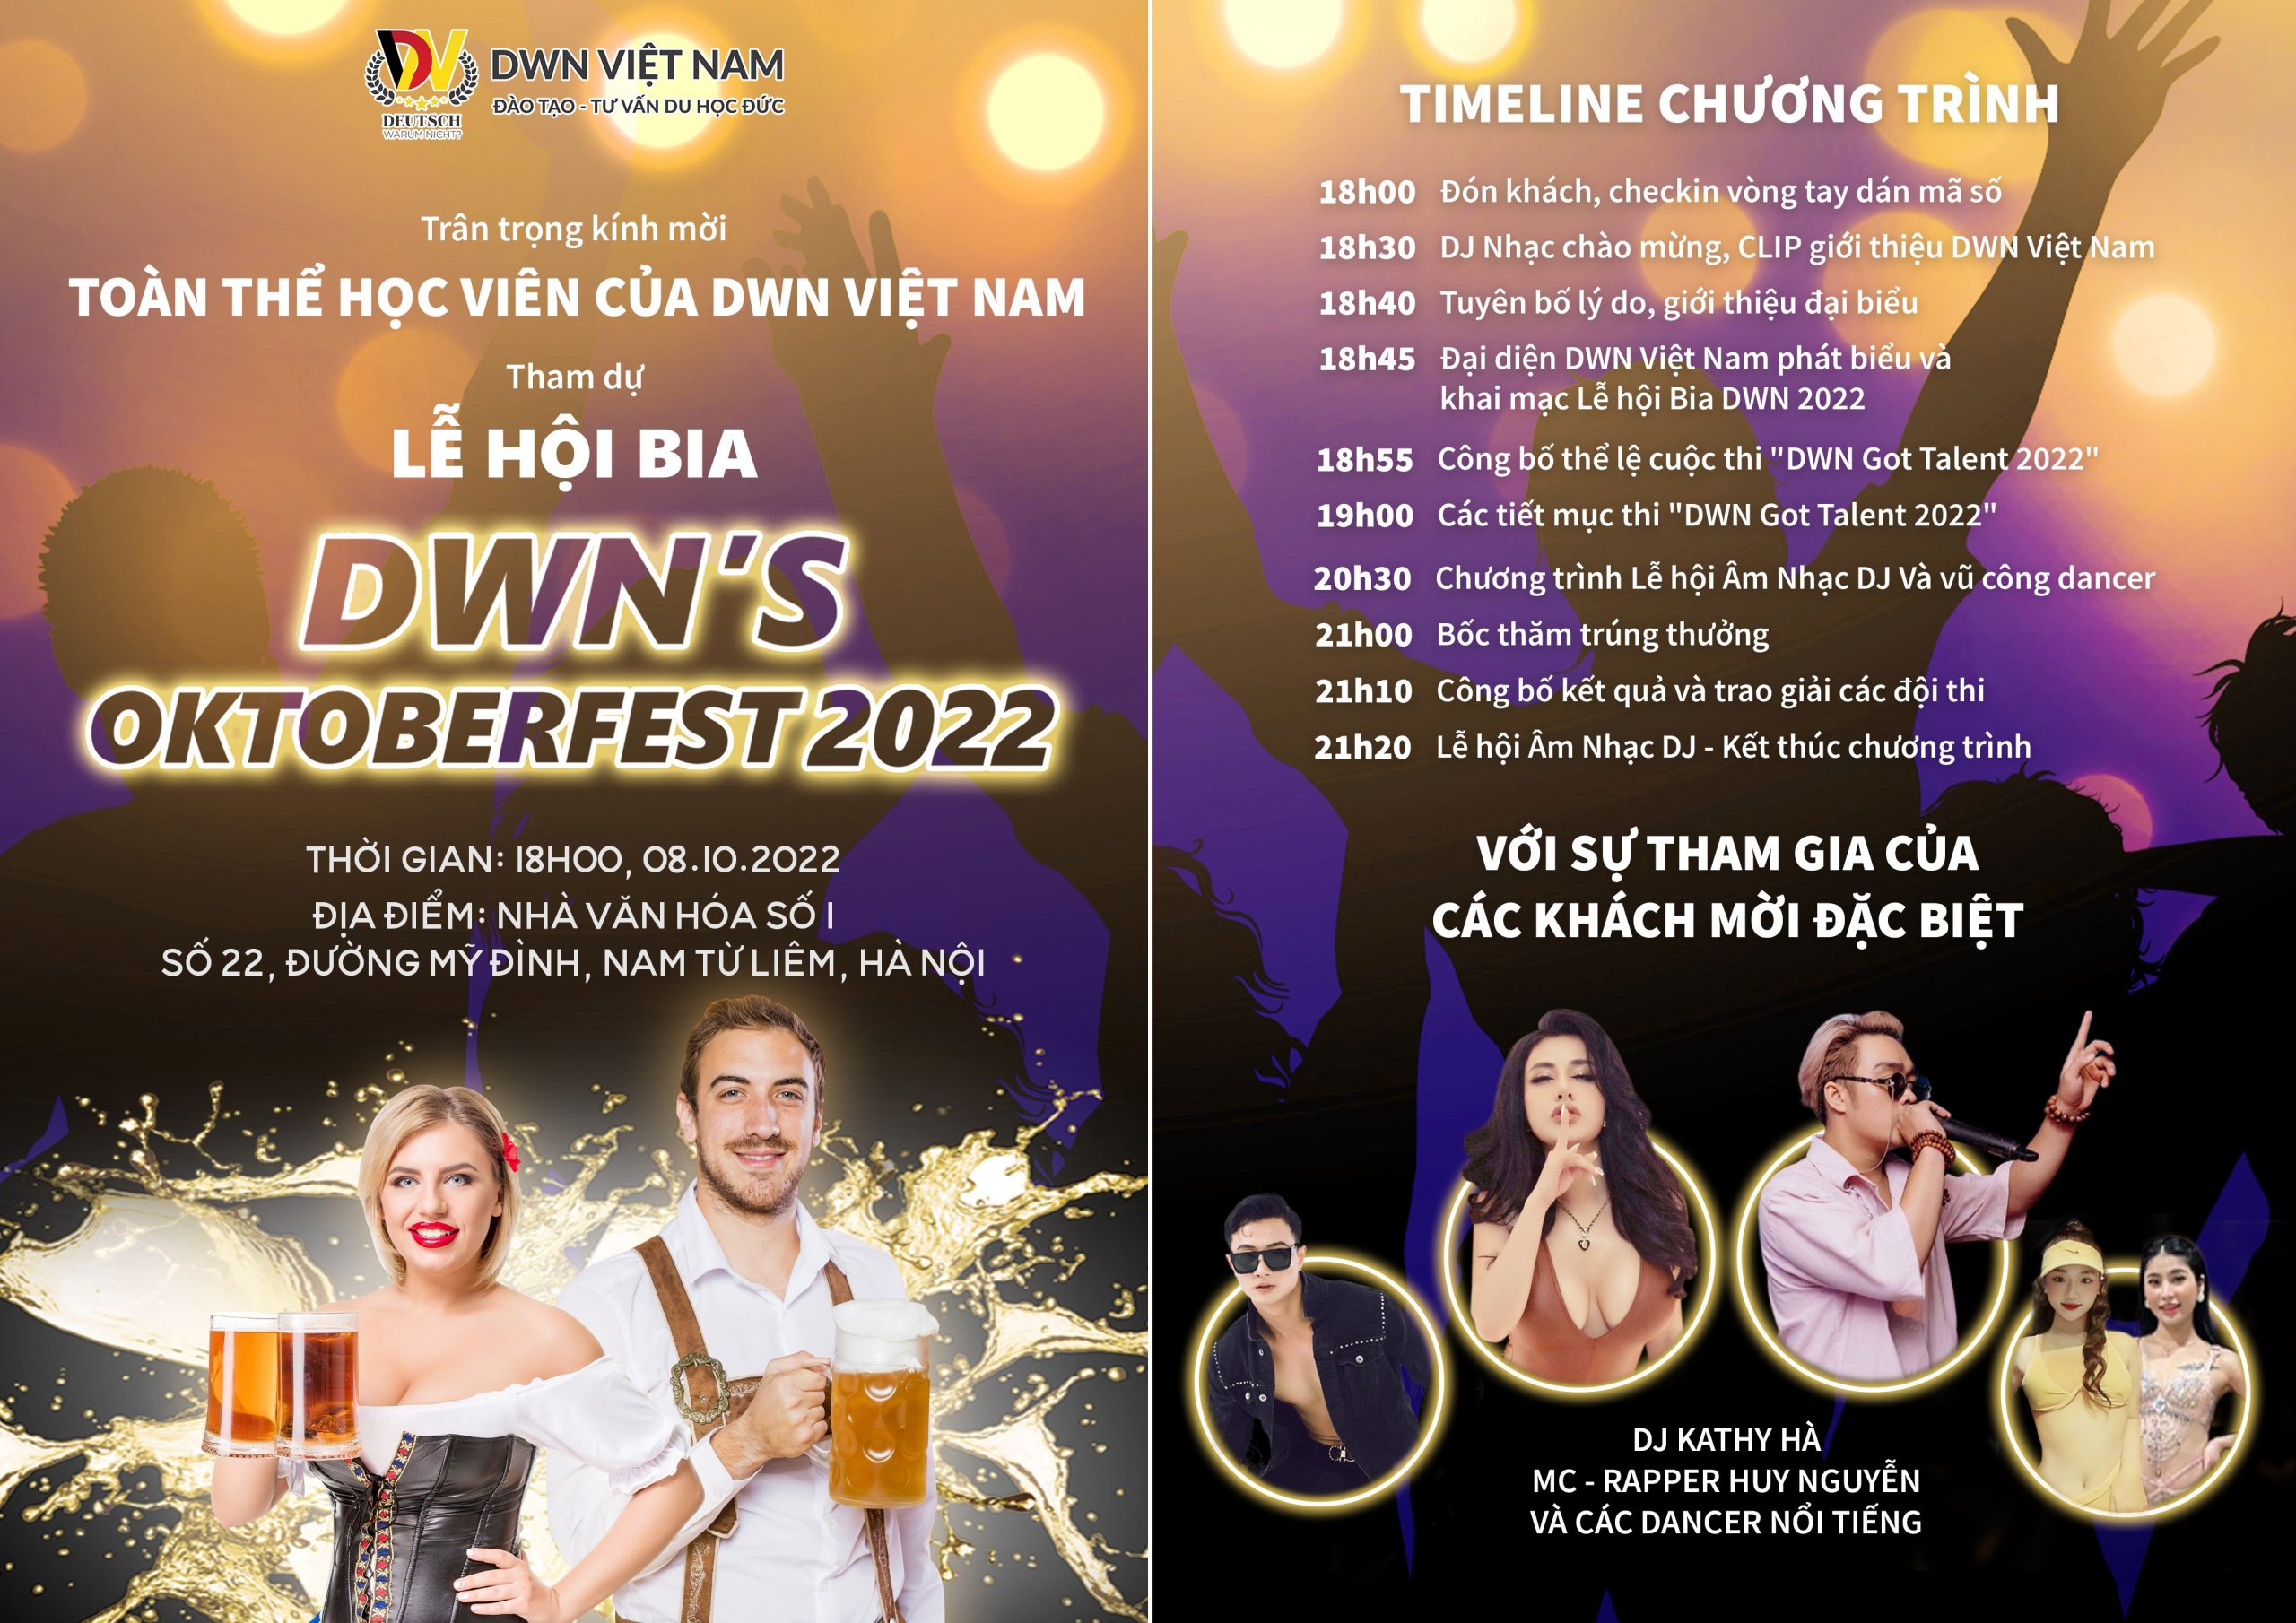 DV
DEUTSCH
WARUM NICHT?
DWN VIỆT NAM
ĐÀO TẠO - TƯ VẤN DU HỌC ĐỨC
Trân trọng kính mời
TOÀN THỂ HỌC VIÊN CỦA DWN VIỆT NAM
Tham dự
LỄ HỘI BIA
DWN'S
OKTOBERFEST 2022
THỜI GIAN: 18H00, 08.10.2022
ĐỊA ĐIỂM: NHÀ VĂN HÓA SỐ 1
SỐ 22, ĐƯỜNG MỸ ĐÌNH, NAM TỪ LIÊM, HÀ NỘI
TIMELINE CHƯƠNG TRÌNH
18h00 Đón khách, checkin vòng tay dán mã số
18h30 DJ Nhạc chào mừng, CLIP giới thiệu DWN Việt Nam
18h40 Tuyên bố lý do, giới thiệu đại biểu
18h45 Đại diện DWN Việt Nam phát biểu và
khai mạc Lễ hội Bia DWN 2022
18h55 Công bố thể lệ cuộc thi "DWN Got Talent 2022"
19h00 Các tiết mục thi "DWN Got Talent 2022"
20h30 Chương trình Lễ hội Âm Nhạc DJ Và vũ công dancer
21h00 Bốc thăm trúng thưởng
21h10 Công bố kết quả và trao giải các đội thi
21h20 Lễ hội Âm Nhạc DJ - Kết thúc chương trình
VỚI SỰ THAM GIA CỦA
CÁC KHÁCH MỜI ĐẶC BIỆT
DJ KATHY HÀ
MC - RAPPER HUY NGUYỄN
VÀ CÁC DANCER NỔI TIẾNG